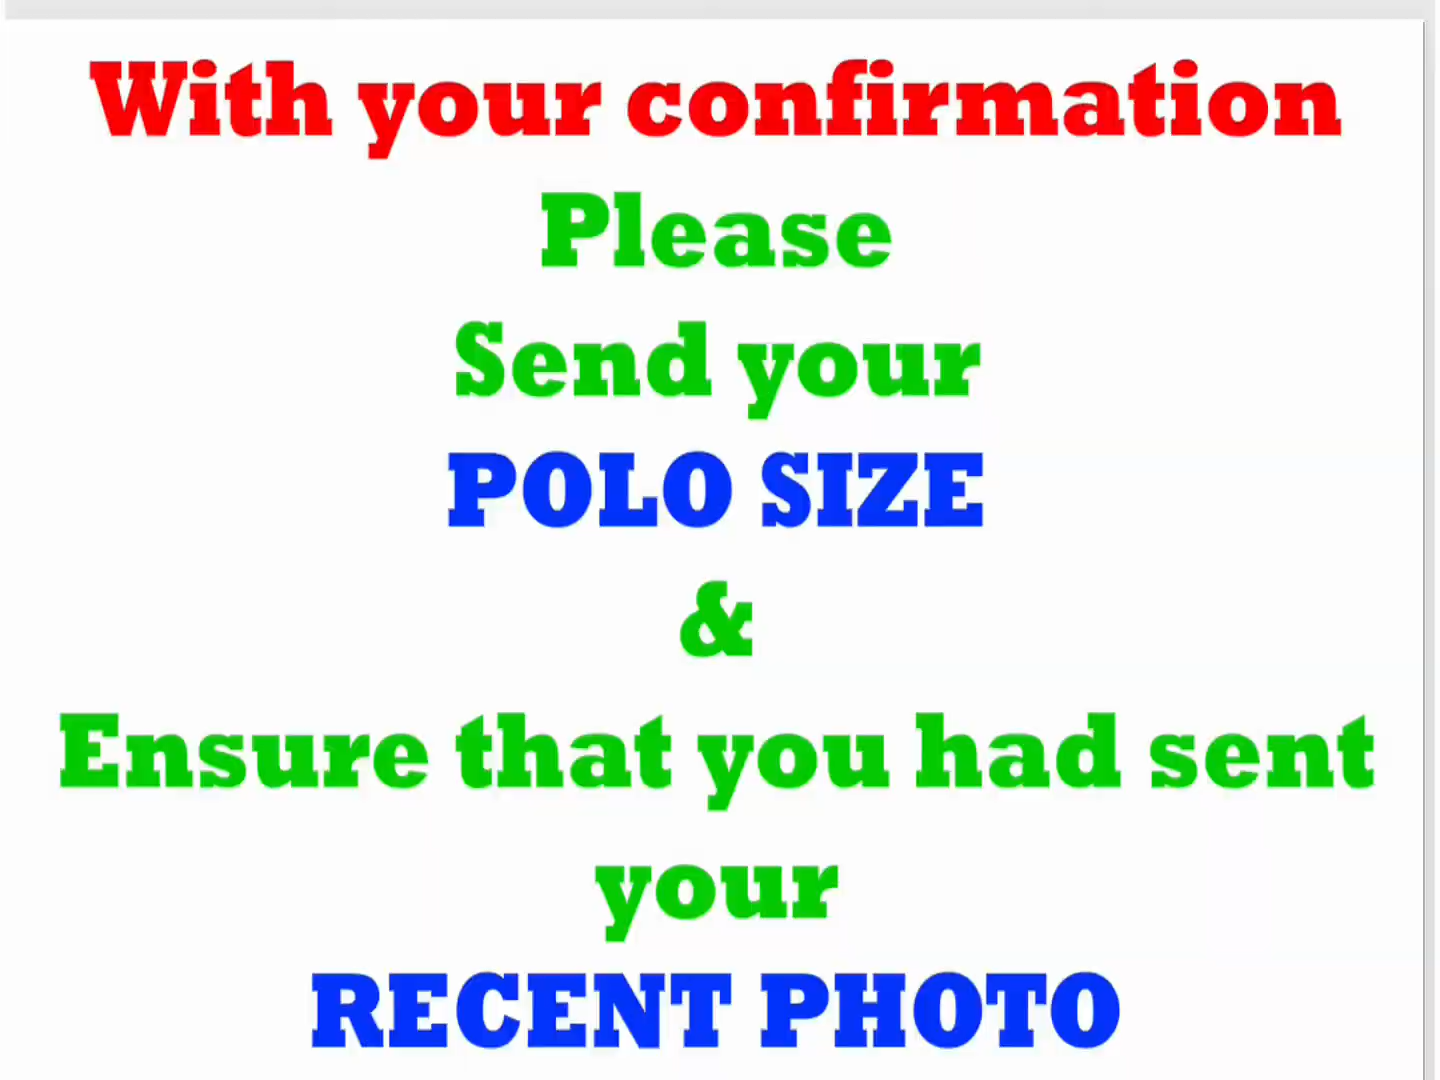 With your confirmation
Please
Send your
POLO SIZE
&
Ensure that you had sent
your
RECENT PHOTO